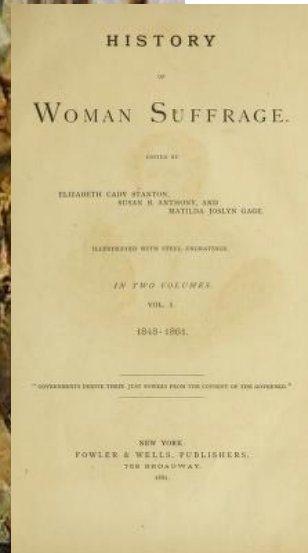 HISTORY
OF
WOMAN SUFFRAGE.
EDITED BY
ELIZABETH CADY STANTON,
SUSAN B. ANTHONY, AND
MATILDA JOSLYN GAGE.
ILLUSTRATED WITH STEEL ENGRAVINGS.
IN TWO VOLUMES.
VOL. I.
1848-1861.
"GOVERNMENTS DERIVE THEIR JUST POWERS FROM THE CONSENT OF THE GOVERNED."
NEW YORK:
FOWLER & WELLS, PUBLISHERS,
753 BROADWAY.
1881.